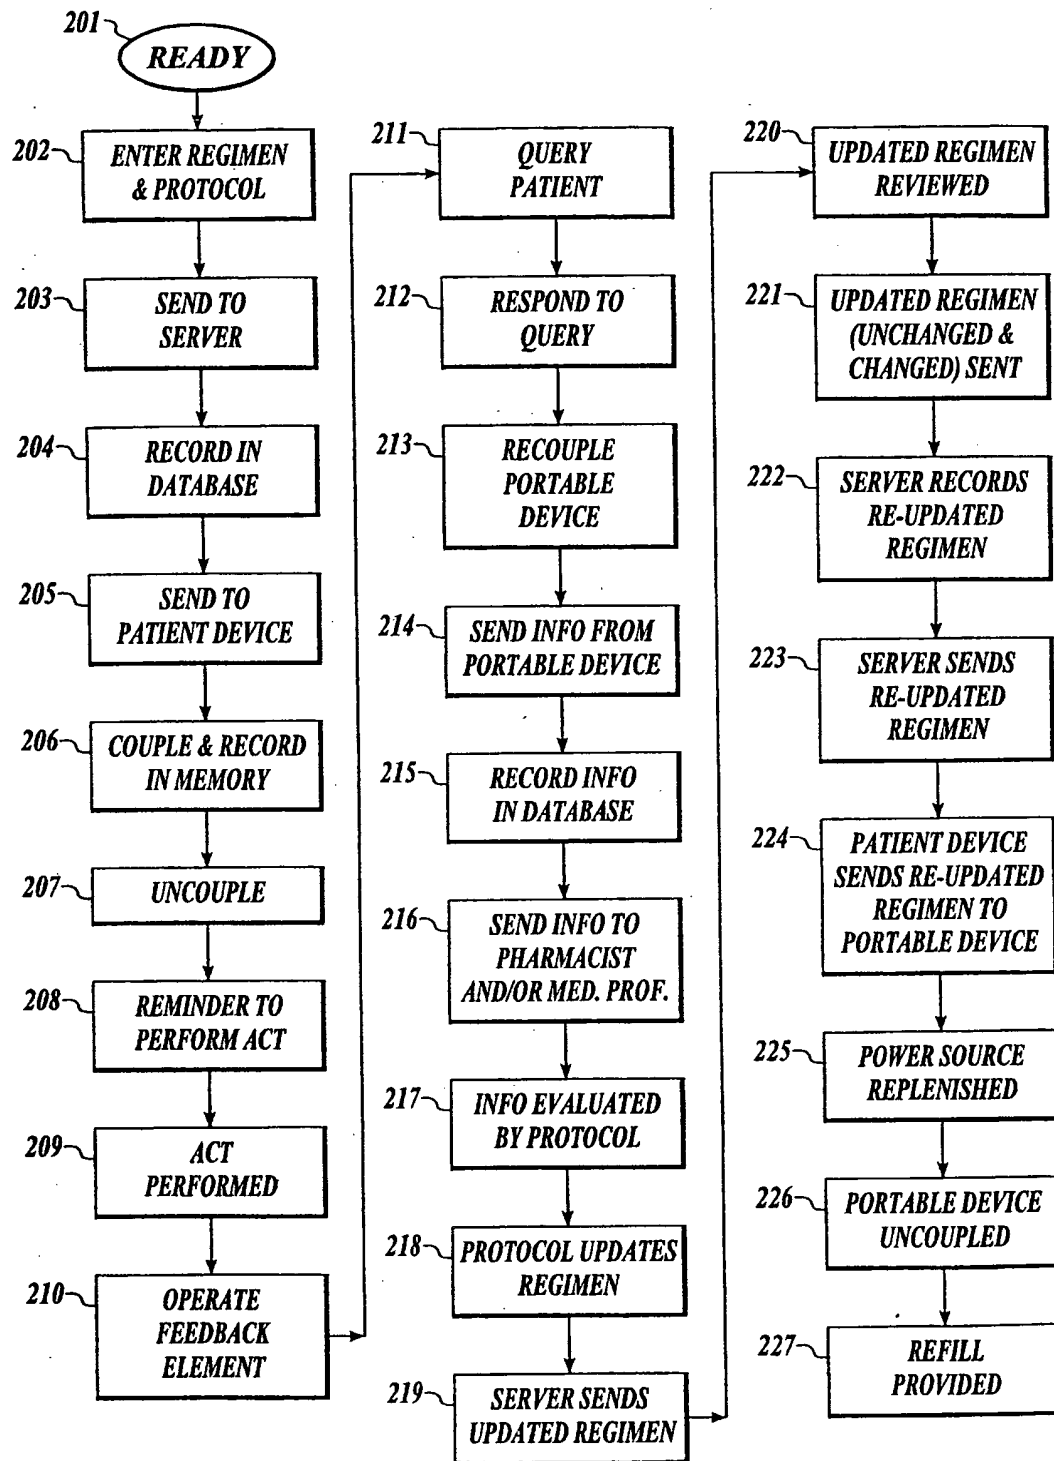 201
READY
202
ENTER REGIMEN
& PROTOCOL
203
SEND TO
SERVER
204
RECORD IN
DATABASE
205
SEND TO
PATIENT DEVICE
206
COUPLE & RECORD
IN MEMORY
207
UNCOUPLE
208
REMINDER TO
PERFORM ACT
209
ACT
PERFORMED
210
OPERATE
FEEDBACK
ELEMENT
211
QUERY
PATIENT
212
RESPOND TO
QUERY
213
RECOUPLE
PORTABLE
DEVICE
214
SEND INFO FROM
PORTABLE DEVICE
215
RECORD INFO
IN DATABASE
216
SEND INFO TO
PHARMACIST
AND/OR MED. PROF.
217
INFO EVALUATED
BY PROTOCOL
218
PROTOCOL UPDATES
REGIMEN
219
SERVER SENDS
UPDATED REGIMEN
220
UPDATED REGIMEN
REVIEWED
221
UPDATED REGIMEN
(UNCHANGED &
CHANGED) SENT
222
SERVER RECORDS
RE-UPDATED
REGIMEN
223
SERVER SENDS
RE-UPDATED
REGIMEN
224
PATIENT DEVICE
SENDS RE-UPDATED
REGIMEN TO
PORTABLE DEVICE
225
POWER SOURCE
REPLENISHED
226
PORTABLE DEVICE
UNCOUPLED
227
REFILL
PROVIDED